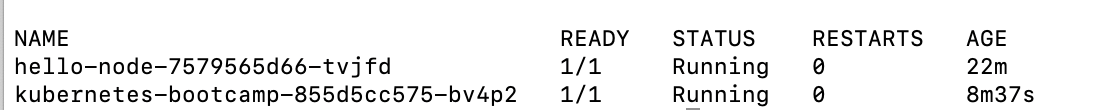 NAME READY STATUS RESTARTS AGE
hello-node-7579565d66-tvjfd 1/1 Running 0 22m
kubernetes-bootcamp-855d5cc575-bv4p2 1/1 Running 0 8m37s